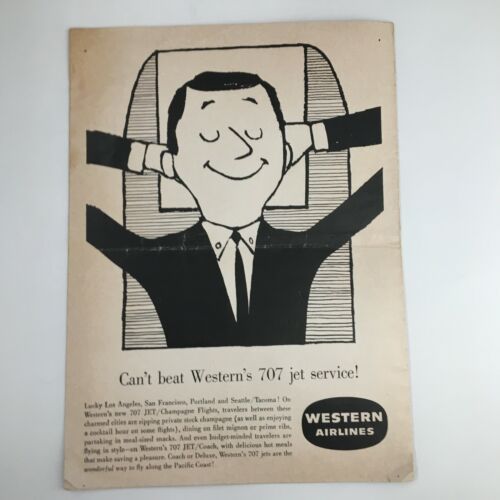 Can't beat Western's 707 jet service!
Lucky Los Angeles, San Francisco, Portland and Seattle/Tacoma! On
Western's new 707 JET/Champagne Flights, travelers between these
charmed cities are sipping private stock champagne (as well as enjoying
a cocktail hour on some flights), dining on filet mignon or prime ribs,
partaking in meal-sized snacks. And even budget-minded travelers are
flying in style—on Western's 707 JET/Coach, with delicious hot meals
that make saving a pleasure. Coach or Deluxe, Western's 707 jets are the
wonderful way to fly along the Pacific Coast!
WESTERN
AIRLINES